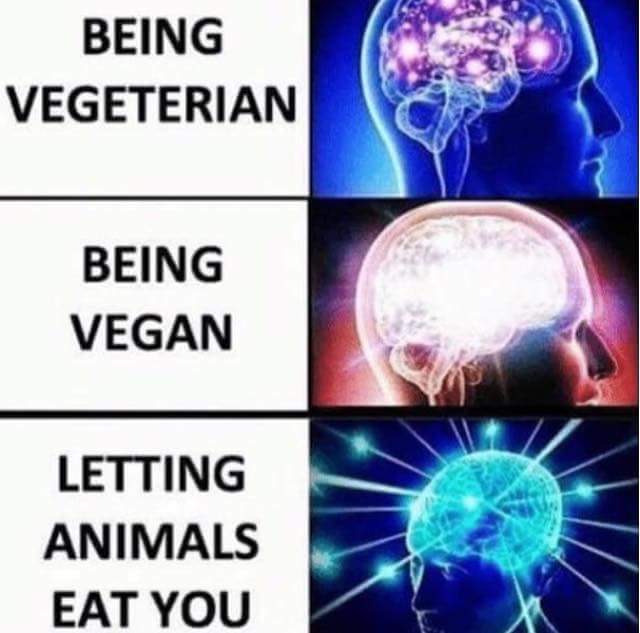 BEING
VEGETERIAN
BEING
VEGAN
LETTING
ANIMALS
EAT YOU